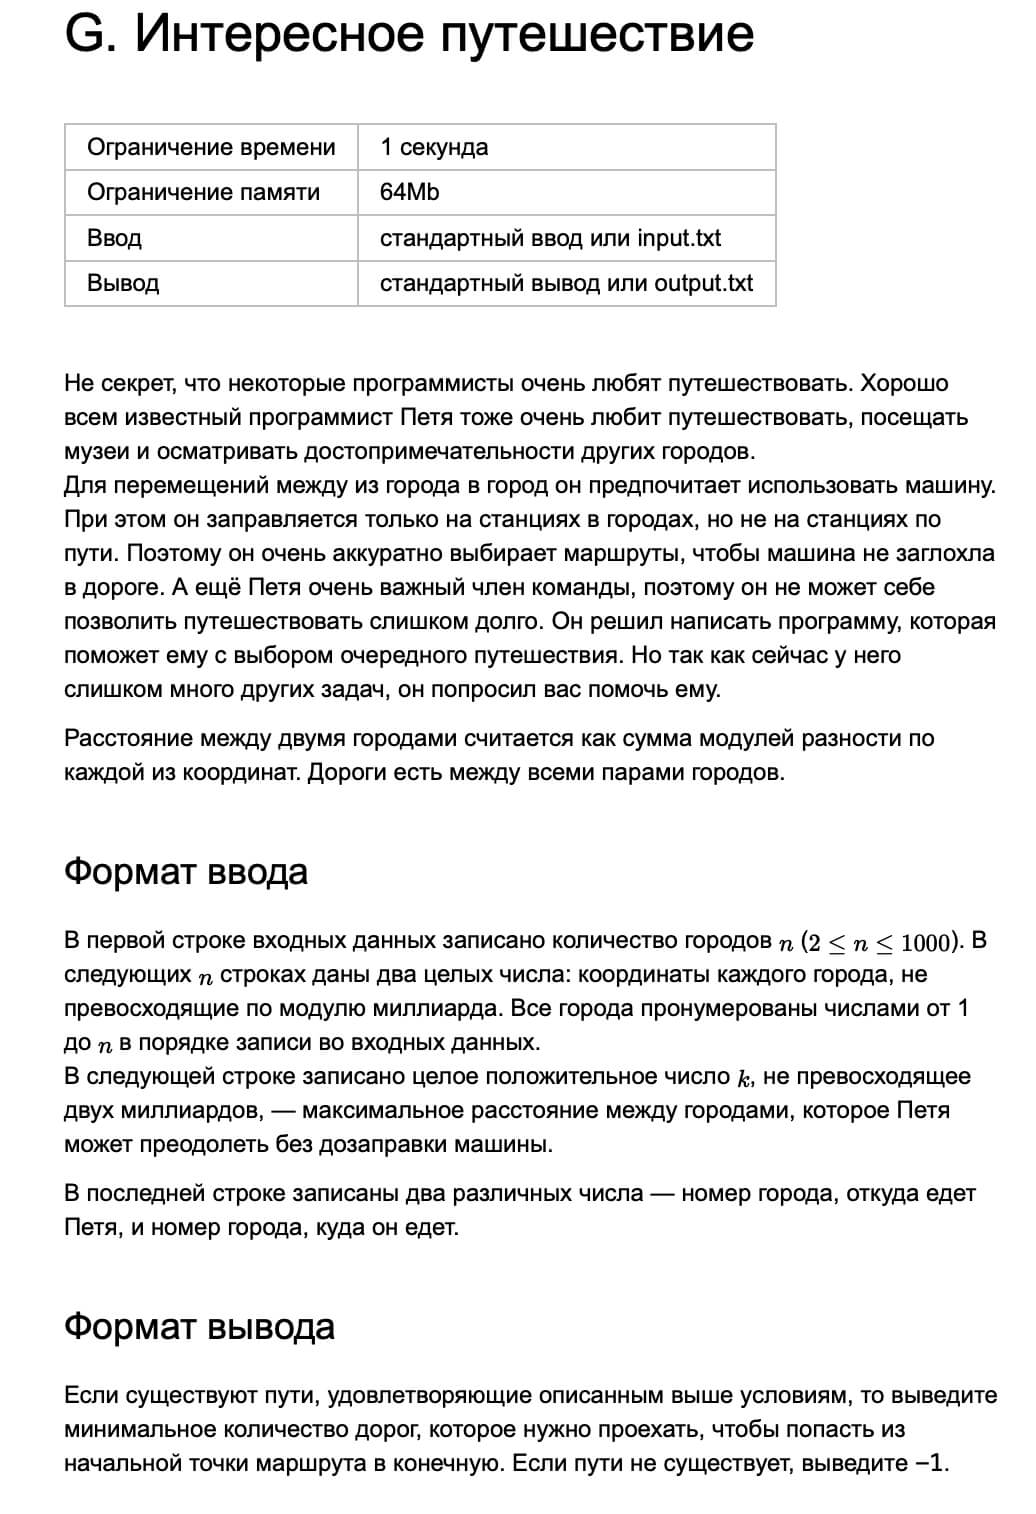 G. Интересное путешествие
Ограничение времени 1 секунда
Ограничение памяти 64Mb
Ввод стандартный ввод или input.txt
Вывод стандартный вывод или output.txt
Не секрет, что некоторые программисты очень любят путешествовать. Хорошо
всем известный программист Петя тоже очень любит путешествовать, посещать
музеи и осматривать достопримечательности других городов.
Для перемещений между из города в город он предпочитает использовать машину.
При этом он заправляется только на станциях в городах, но не на станциях по
пути. Поэтому он очень аккуратно выбирает маршруты, чтобы машина не заглохла
в дороге. А ещё Петя очень важный член команды, поэтому он не может себе
позволить путешествовать слишком долго. Он решил написать программу, которая
поможет ему с выбором очередного путешествия. Но так как сейчас у него
слишком много других задач, он попросил вас помочь ему.
Расстояние между двумя городами считается как сумма модулей разности по
каждой из координат. Дороги есть между всеми парами городов.
Формат ввода
В первой строке входных данных записано количество городов n (2 ≤ n ≤ 1000). В
следующих n строках даны два целых числа: координаты каждого города, не
превосходящие по модулю миллиарда. Все города пронумерованы числами от 1
до n в порядке записи во входных данных.
В следующей строке записано целое положительное число k, не превосходящее
двух миллиардов, — максимальное расстояние между городами, которое Петя
может преодолеть без дозаправки машины.
В последней строке записаны два различных числа — номер города, откуда едет
Петя, и номер города, куда он едет.
Формат вывода
Если существуют пути, удовлетворяющие описанным выше условиям, то выведите
минимальное количество дорог, которое нужно проехать, чтобы попасть из
начальной точки маршрута в конечную. Если пути не существует, выведите −1.